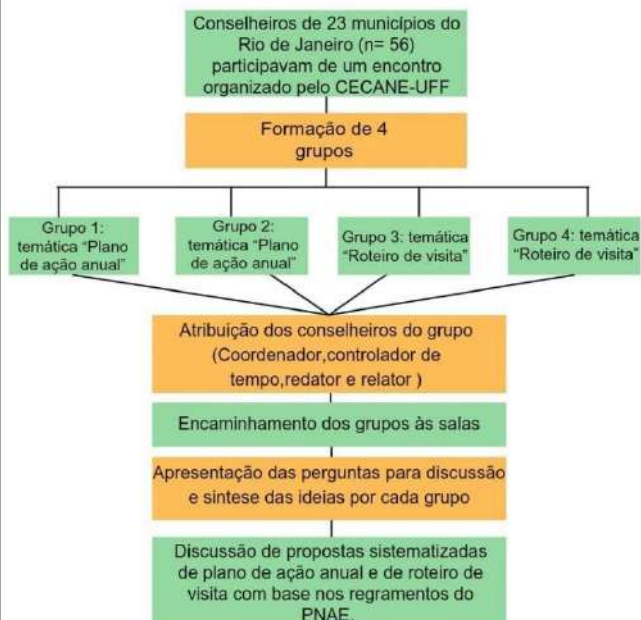 Conselheiros de 23 municípios do
Rio de Janeiro (n= 56)
participavam de um encontro
organizado pelo CECANE-UFF
Formação de 4
grupos
Grupo 1:
temática "Plano
de ação anual"
Grupo 2:
temática "Plano
de ação anual"
Grupo 3: temática
"Roteiro de visita"
Grupo 4: temática
"Roteiro de visita"
Atribuição dos conselheiros do grupo
(Coordenador,controlador de
tempo,redator e relator )
Encaminhamento dos grupos às salas
Apresentação das perguntas para discussão
e sintese das ideias por cada grupo
Discussão de propostas sistematizadas
de plano de ação anual e de roteiro de
visita com base nos regramentos do
PNAE.